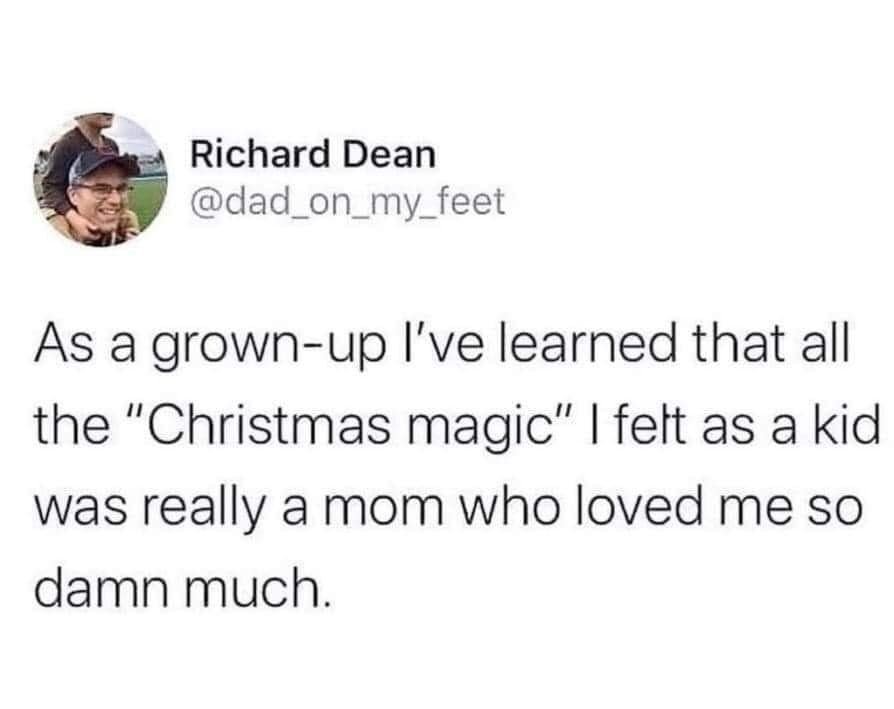 Richard Dean
@dad_on_my_feet
As a grown-up I've learned that all
the "Christmas magic" I felt as a kid
was really a mom who loved me so
damn much.